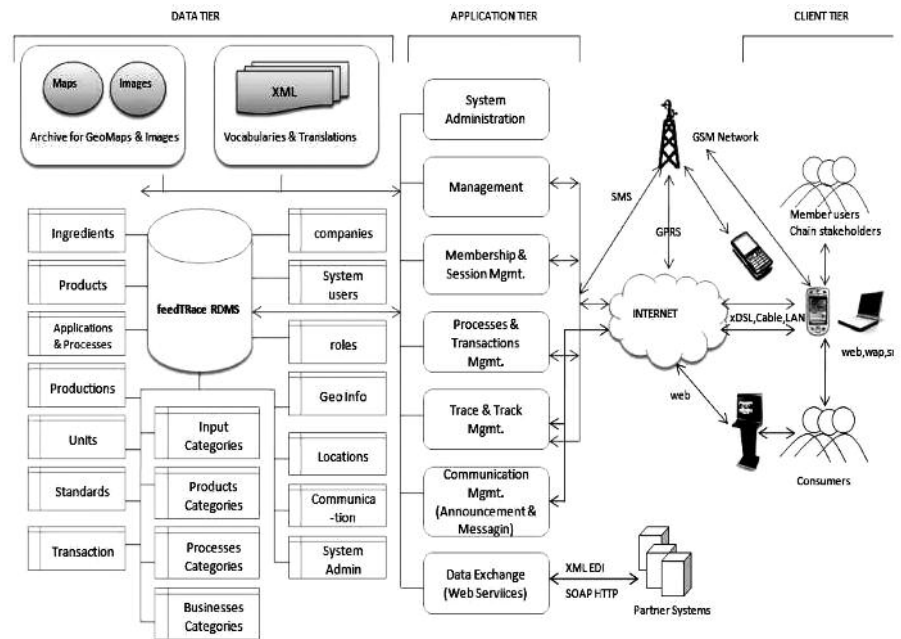 DATA TIER
APPLICATION TIER
CLIENT TIER
Maps
Images
Archive for GeoMaps & Images
XML
Vocabularies & Translations
Ingredients
Products
Applications
& Processes
Productions
Units
Standards
Transaction
feedTRace RDMS
companies
System
users
roles
Geo Info
Locations
Communica
-tion
System
Admin
Input
Categories
Products
Categories
Processes
Categories
Businesses
Categories
System
Administration
Management
Membership &
Session Mgmt.
Processes &
Transactions
Mgmt.
Trace & Track
Mgmt.
Communication
Mgmt.
(Announcement &
Messagin)
Data Exchange
(Web Serviices)
SMS
GPRS
GSM Network
INTERNET
xDSL,Cable,LAN
web
Member users
Chain stakeholders
web,wap,
Consumers
XML EDI
SOAP HTTP
Partner Systems